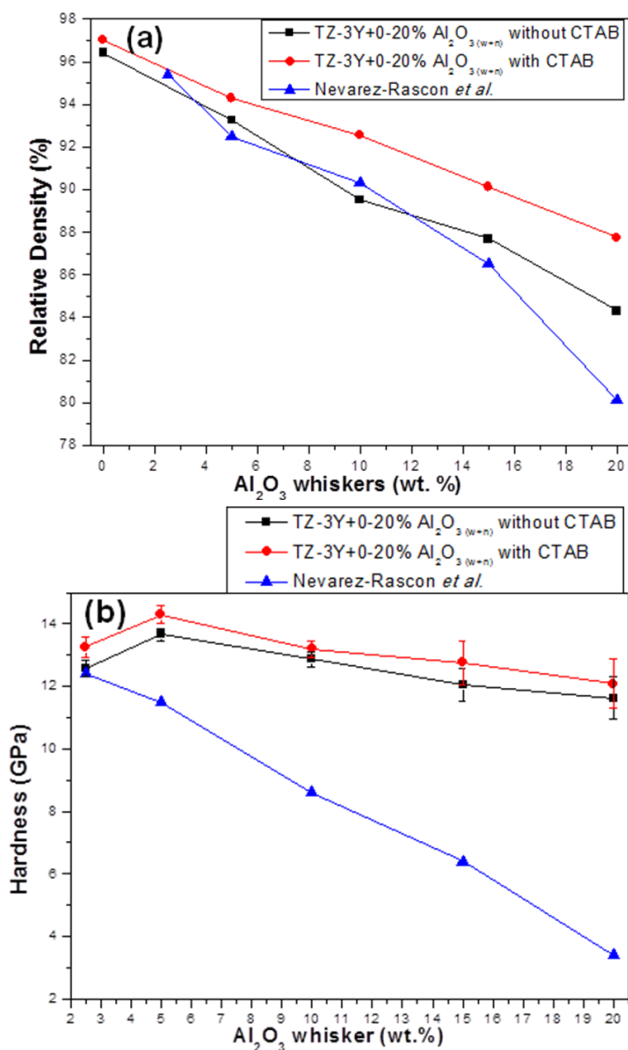 (a)
TZ-3Y+0-20% Al2O3 (w+n) without CTAB
TZ-3Y+0-20% Al2O3 (w+n) with CTAB
Nevarez-Rascon et al.
98
96
94
92
90
88
86
84
82
80
78
Relative Density (%)
0 2 4 6 8 10 12 14 16 18 20
Al2O3 whiskers (wt. %)
TZ-3Y+0-20% Al2O3 (w+n) without CTAB
TZ-3Y+0-20% Al2O3 (w+n) with CTAB
Nevarez-Rascon et al.
(b)
14
12
10
8
6
4
2
Hardness (GPa)
2 3 4 5 6 7 8 9 10 11 12 13 14 15 16 17 18 19 20
Al2O3 whisker (wt.%)